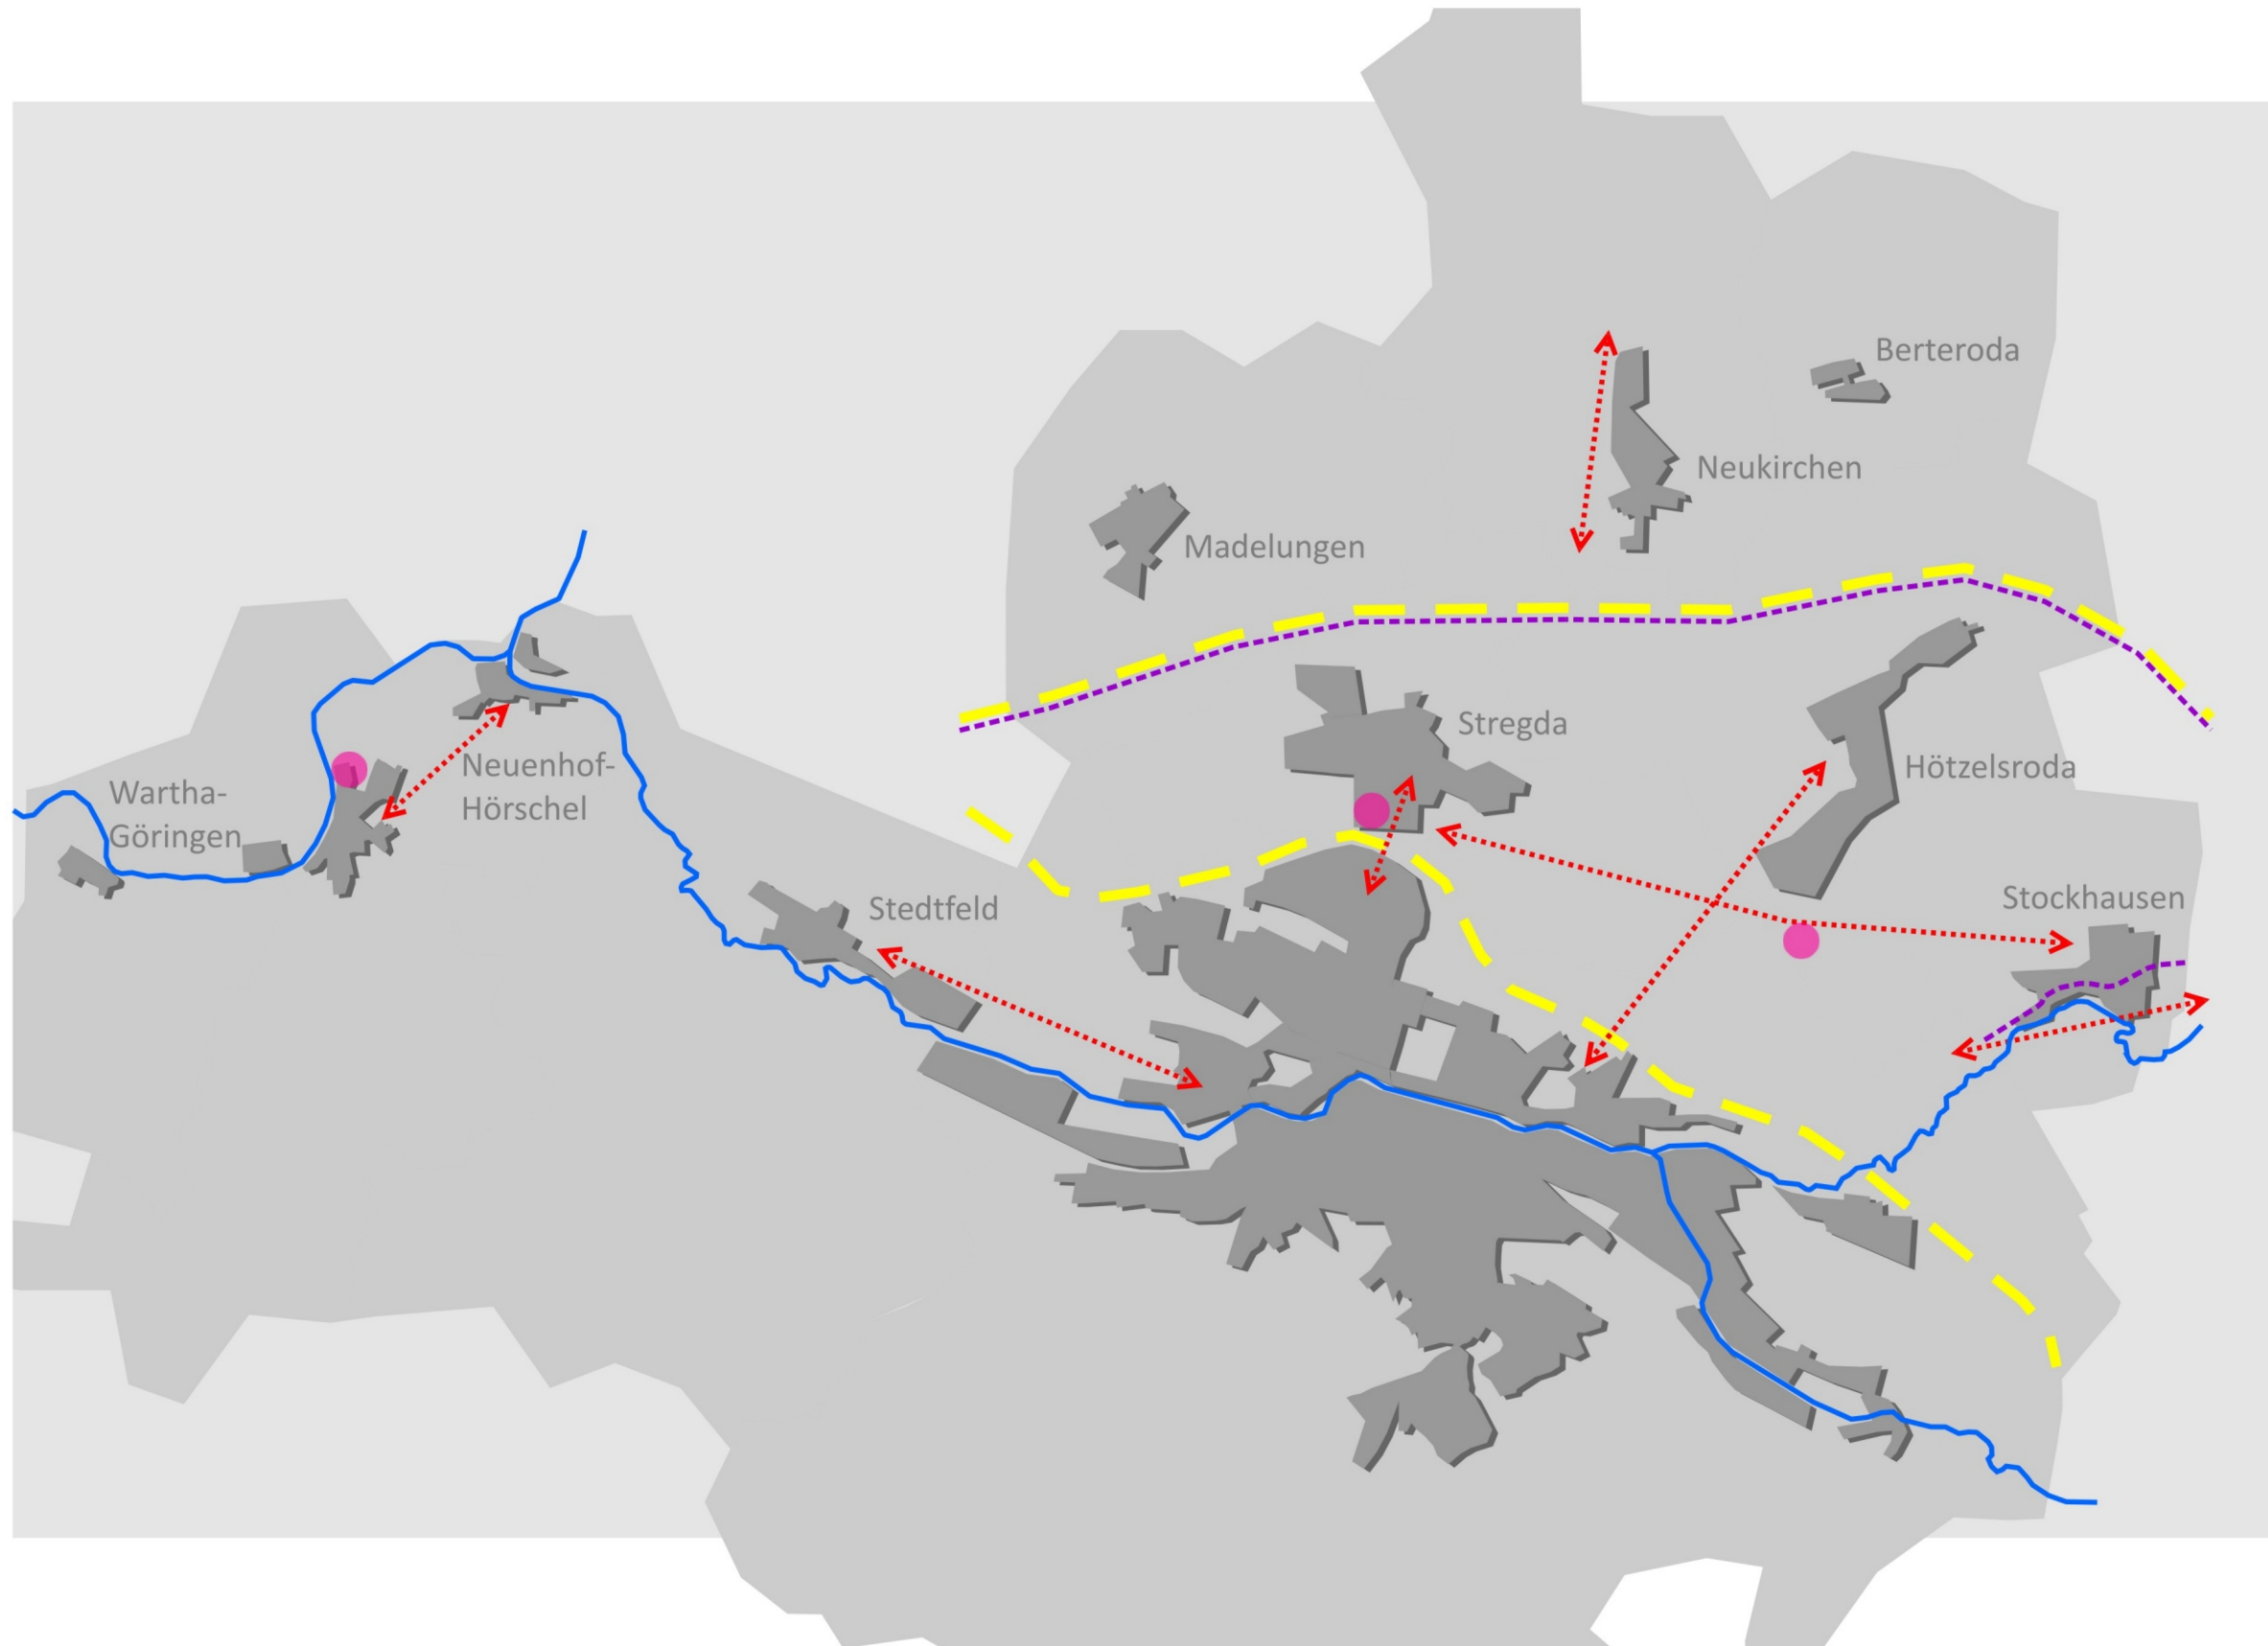 Berteroda
Neukirchen
Madelungen
Stregda
Neuenhof-
Hörschel
Hötzelsroda
Wartha-
Göringen
Stedtfeld
Stockhausen